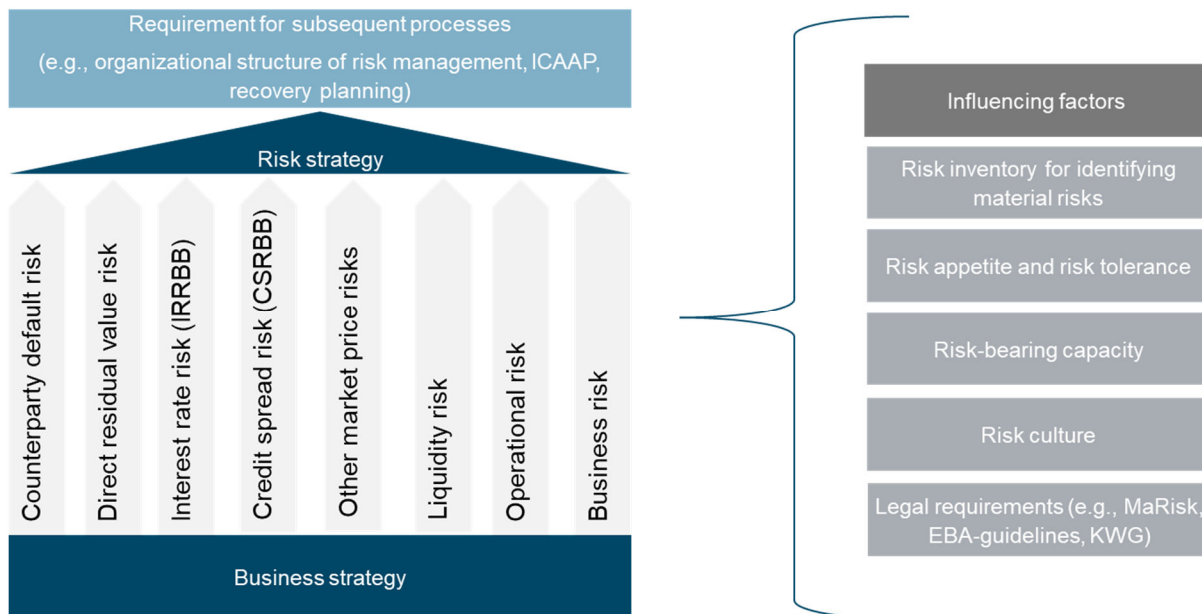 Requirement for subsequent processes
(e.g., organizational structure of risk management, ICAAP,
recovery planning)
Risk strategy
Counterparty default risk
Direct residual value risk
Interest rate risk (IRRBB)
Credit spread risk (CSRBB)
Other market price risks
Liquidity risk
Operational risk
Business risk
Business strategy
Influencing factors
Risk inventory for identifying
material risks
Risk appetite and risk tolerance
Risk-bearing capacity
Risk culture
Legal requirements (e.g., MaRisk,
EBA-guidelines, KWG)